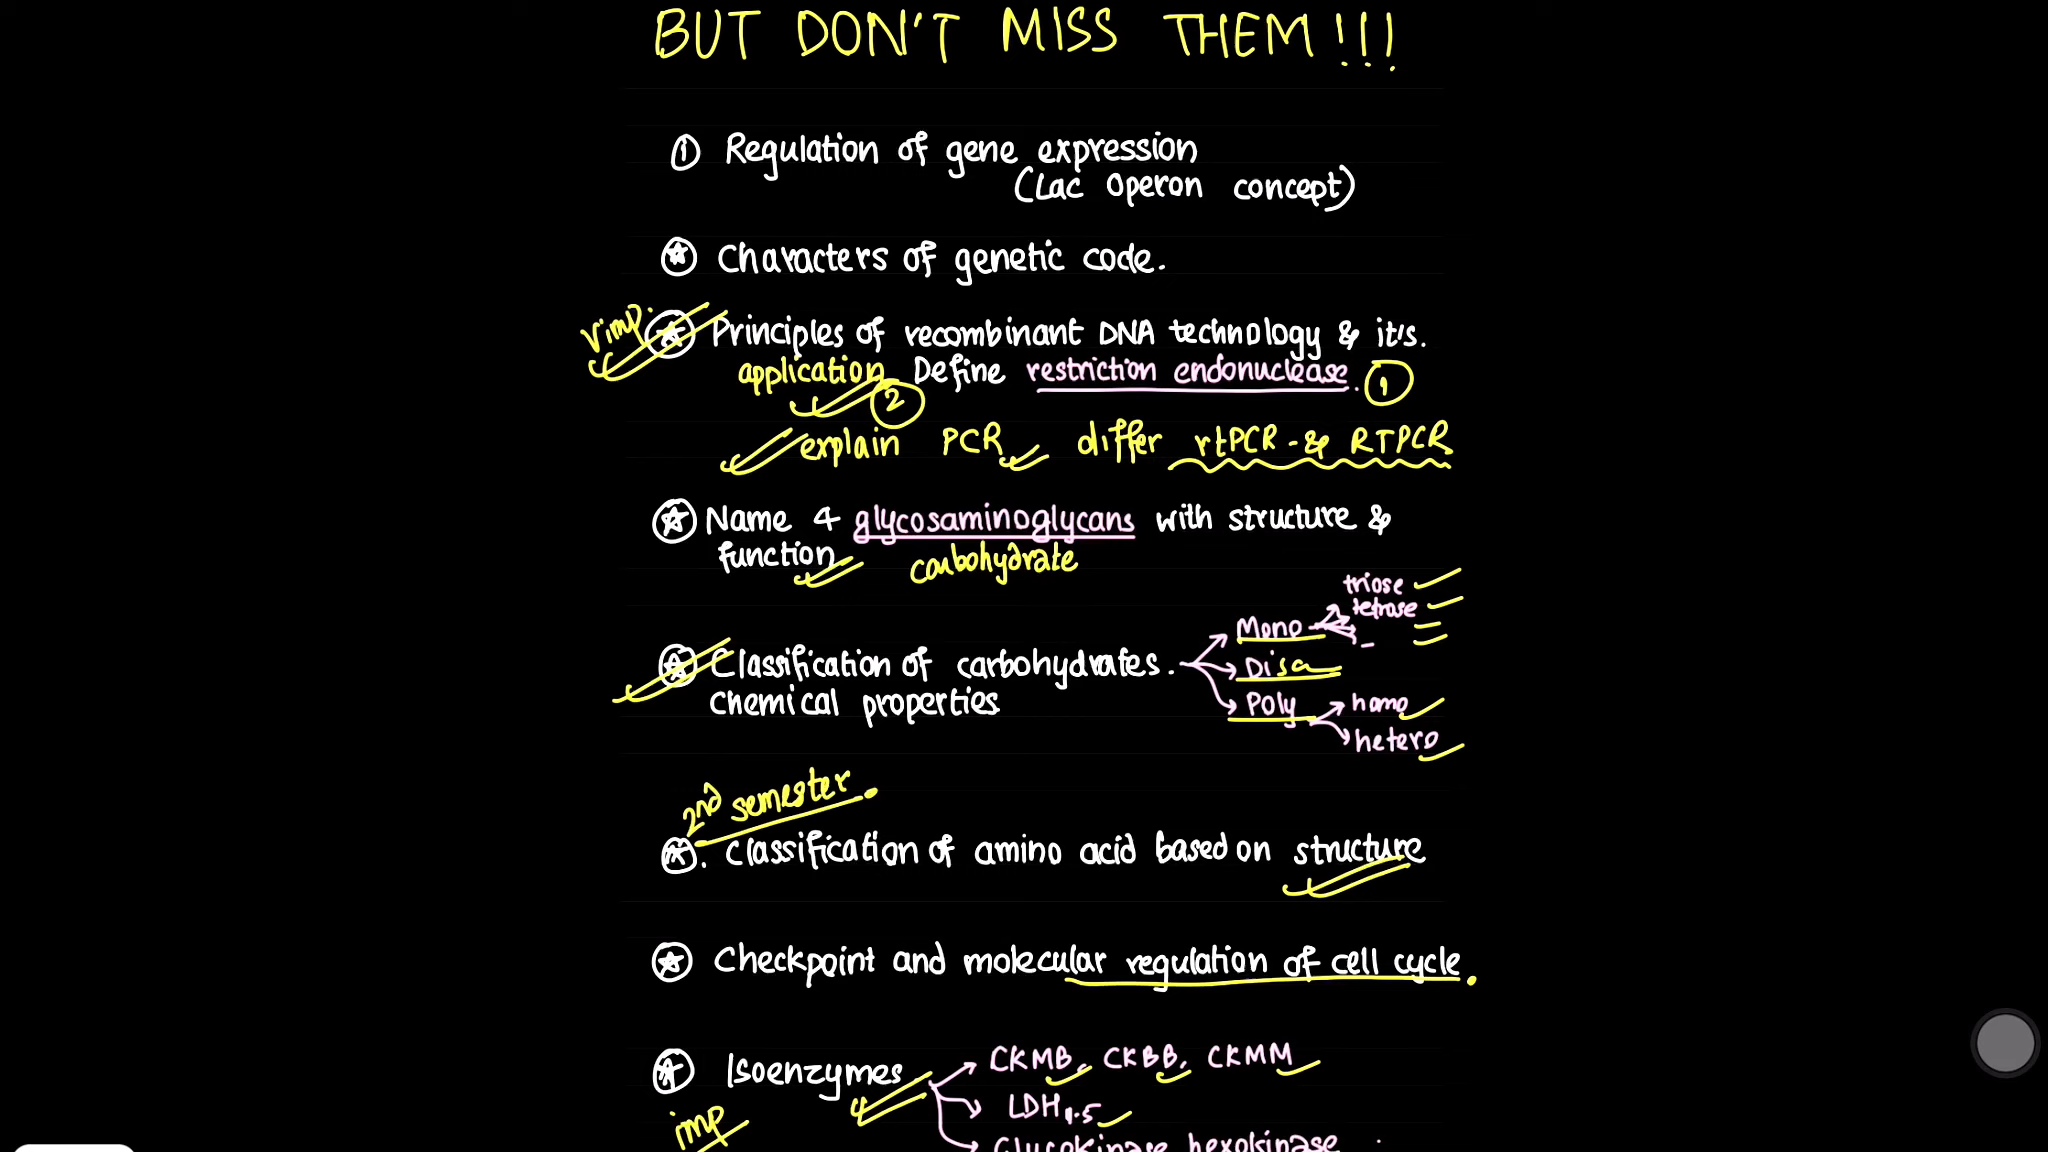 BUT DON'T MISS THEM!!!
① Regulation of gene expression
(Lac Operon concept)
Characters of genetic code.
Vimp.
Principles of recombinant DNA technology & it's.
application Define restriction endonuclease. ①
②
explain PCR differ rtPCR - & RTPCR
Name 4 glycosaminoglycans with structure &
function carbohydrate
triose
tetrose
Mono
Classification of carbohydrates. Disa
chemical properties Poly homo
hetero
2nd semester.
. Classification of amino acid based on structure
Checkpoint and molecular regulation of cell cycle.
Isoenzymes CKMB, CKBB, CKMM
LDH1-5
imp
Glucokinase hexokinase